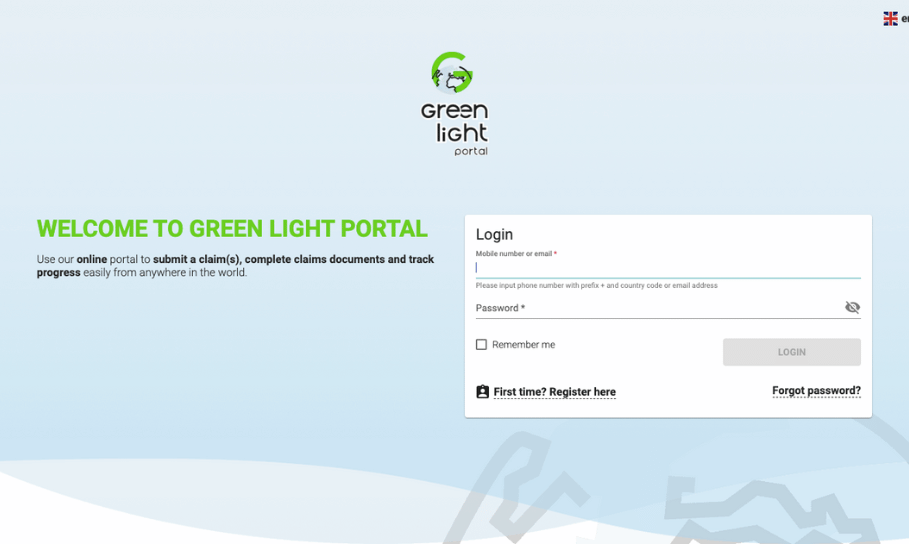 en
Green
light
portal
WELCOME TO GREEN LIGHT PORTAL
Use our online portal to submit a claim(s), complete claims documents and track
progress easily from anywhere in the world.
Login
Mobile number or email *
Please input phone number with prefix + and country code or email address
Password *
Remember me
LOGIN
First time? Register here
Forgot password?